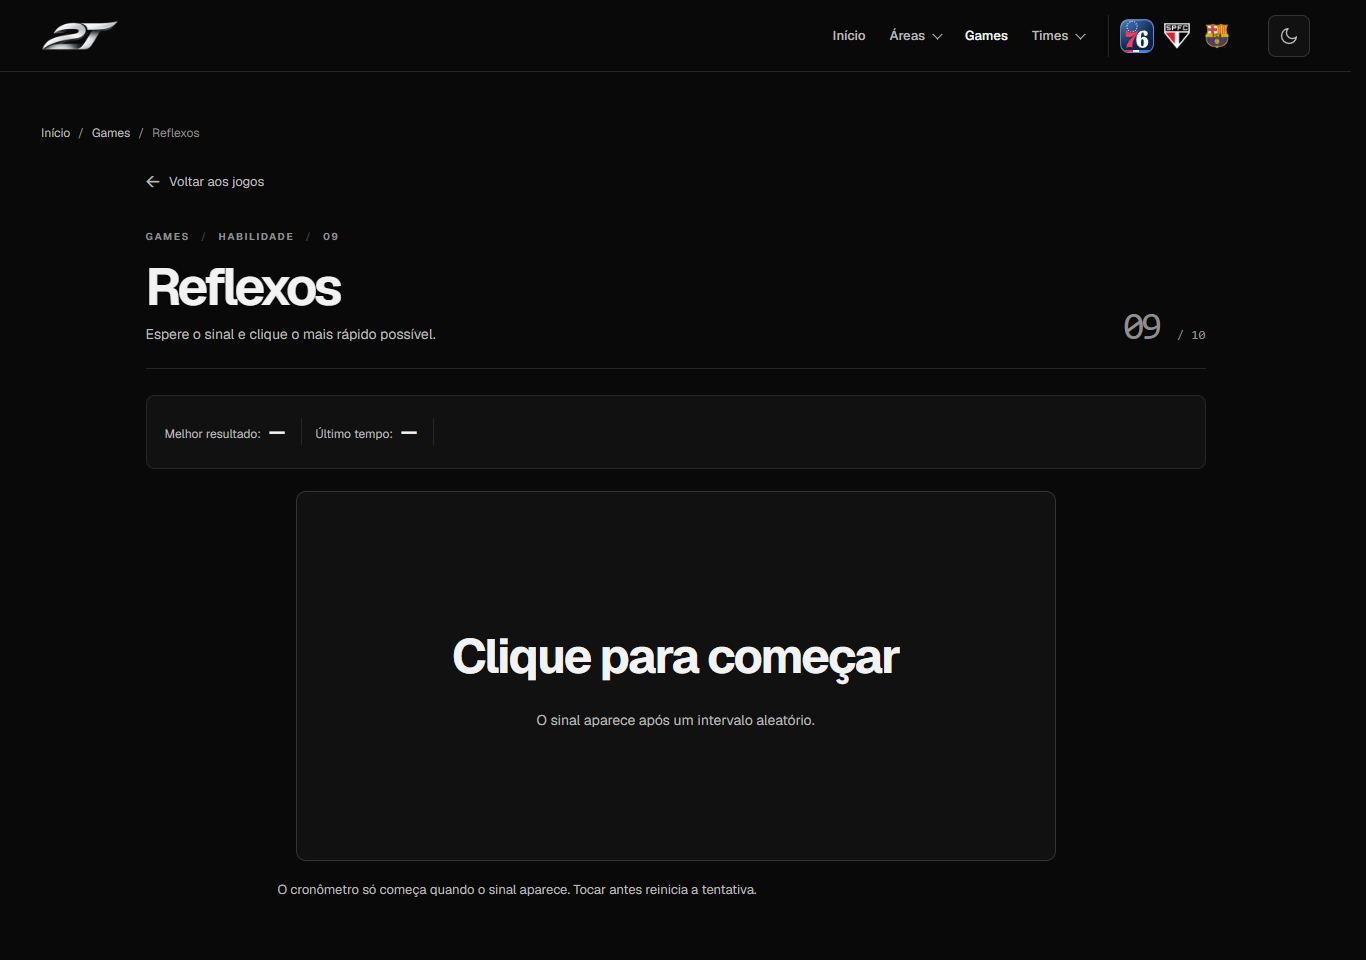 2T
Início Áreas Games Times 76 SPFC
Início / Games / Reflexos
Voltar aos jogos
GAMES / HABILIDADE / 09
Reflexos
Espere o sinal e clique o mais rápido possível.
09 / 10
Melhor resultado: — Último tempo: —
Clique para começar
O sinal aparece após um intervalo aleatório.
O cronômetro só começa quando o sinal aparece. Tocar antes reinicia a tentativa.